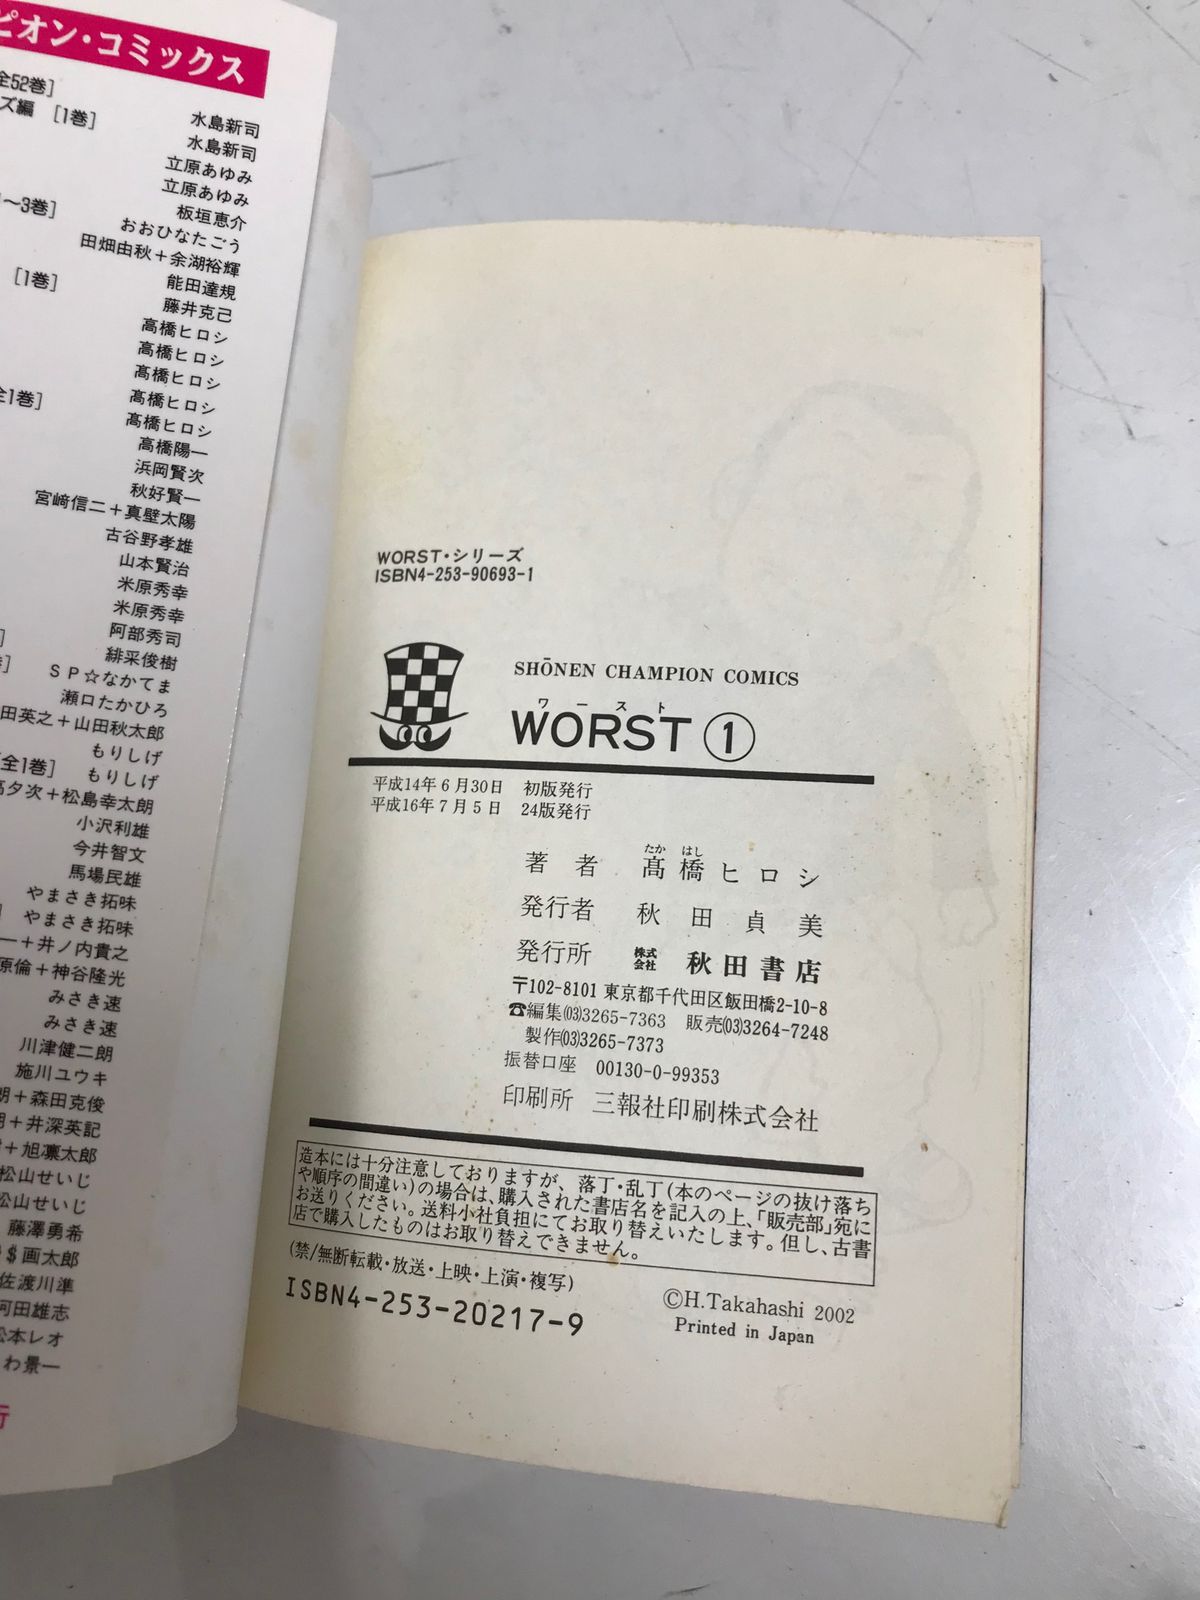 ピオン・コミックス
全52巻]
ズ編 [1巻] 水島新司
水島新司
立原あゆみ
立原あゆみ
～3巻] 板垣恵介
おおひなたごう
田畑由秋＋余湖裕輝
[1巻] 能田達規
藤井克己
高橋ヒロシ
高橋ヒロシ
髙橋ヒロシ
全1巻] 髙橋ヒロシ
髙橋ヒロシ
高橋陽一
浜岡賢次
秋好賢一
宮﨑信二＋真壁太陽
古谷野孝雄
山本賢治
米原秀幸
米原秀幸
阿部秀司
緋采俊樹
SP☆なかてま
瀬口たかひろ
田英之＋山田秋太郎
もりしげ
全1巻] もりしげ
高夕次＋松島幸太朗
小沢利雄
今井智文
馬場民雄
やまさき拓味
やまさき拓味
一＋井ノ内貴之
原倫＋神谷隆光
みさき速
みさき速
川津健二朗
施川ユウキ
＋森田克俊
＋井深英記
＋旭凛太郎
松山せいじ
松山せいじ
藤澤勇希
$画太郎
佐渡川準
河田雄志
松本レオ
わ景一
行
WORST・シリーズ
ISBN4-253-90693-1
SHŌNEN CHAMPION COMICS
ワースト
WORST ①
平成14年6月30日 初版発行
平成16年7月5日 24版発行
たか はし
著者 髙橋ヒロシ
発行者 秋田貞美
発行所 株式会社 秋田書店
〒102-8101 東京都千代田区飯田橋2-10-8
☎編集(03)3265-7363 販売(03)3264-7248
製作(03)3265-7373
振替口座 00130-0-99353
印刷所 三報社印刷株式会社
造本には十分注意しておりますが、落丁・乱丁(本のページの抜け落ち
や順序の間違い)の場合は、購入された書店名を記入の上、「販売部」宛に
お送りください。送料小社負担にてお取り替えいたします。但し、古書
店で購入したものはお取り替えできません。
(禁/無断転載・放送・上映・上演・複写)
ISBN4-253-20217-9
©H.Takahashi 2002
Printed in Japan